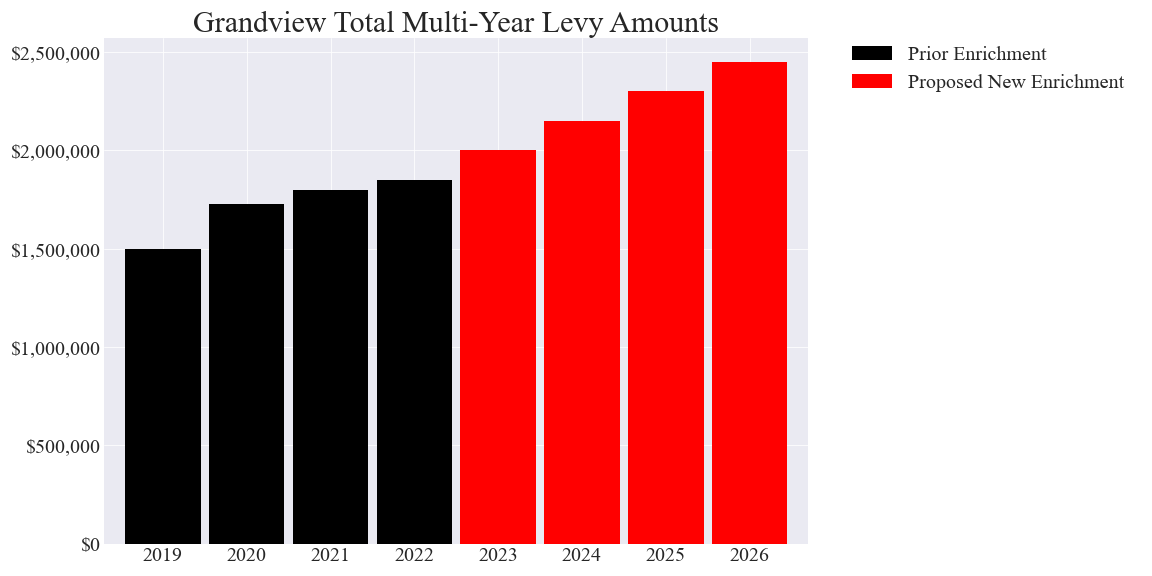 Grandview Total Multi-Year Levy Amounts
Prior Enrichment
Proposed New Enrichment
$2,500,000
$2,000,000
$1,500,000
$1,000,000
$500,000
$0
2019 2020 2021 2022 2023 2024 2025 2026